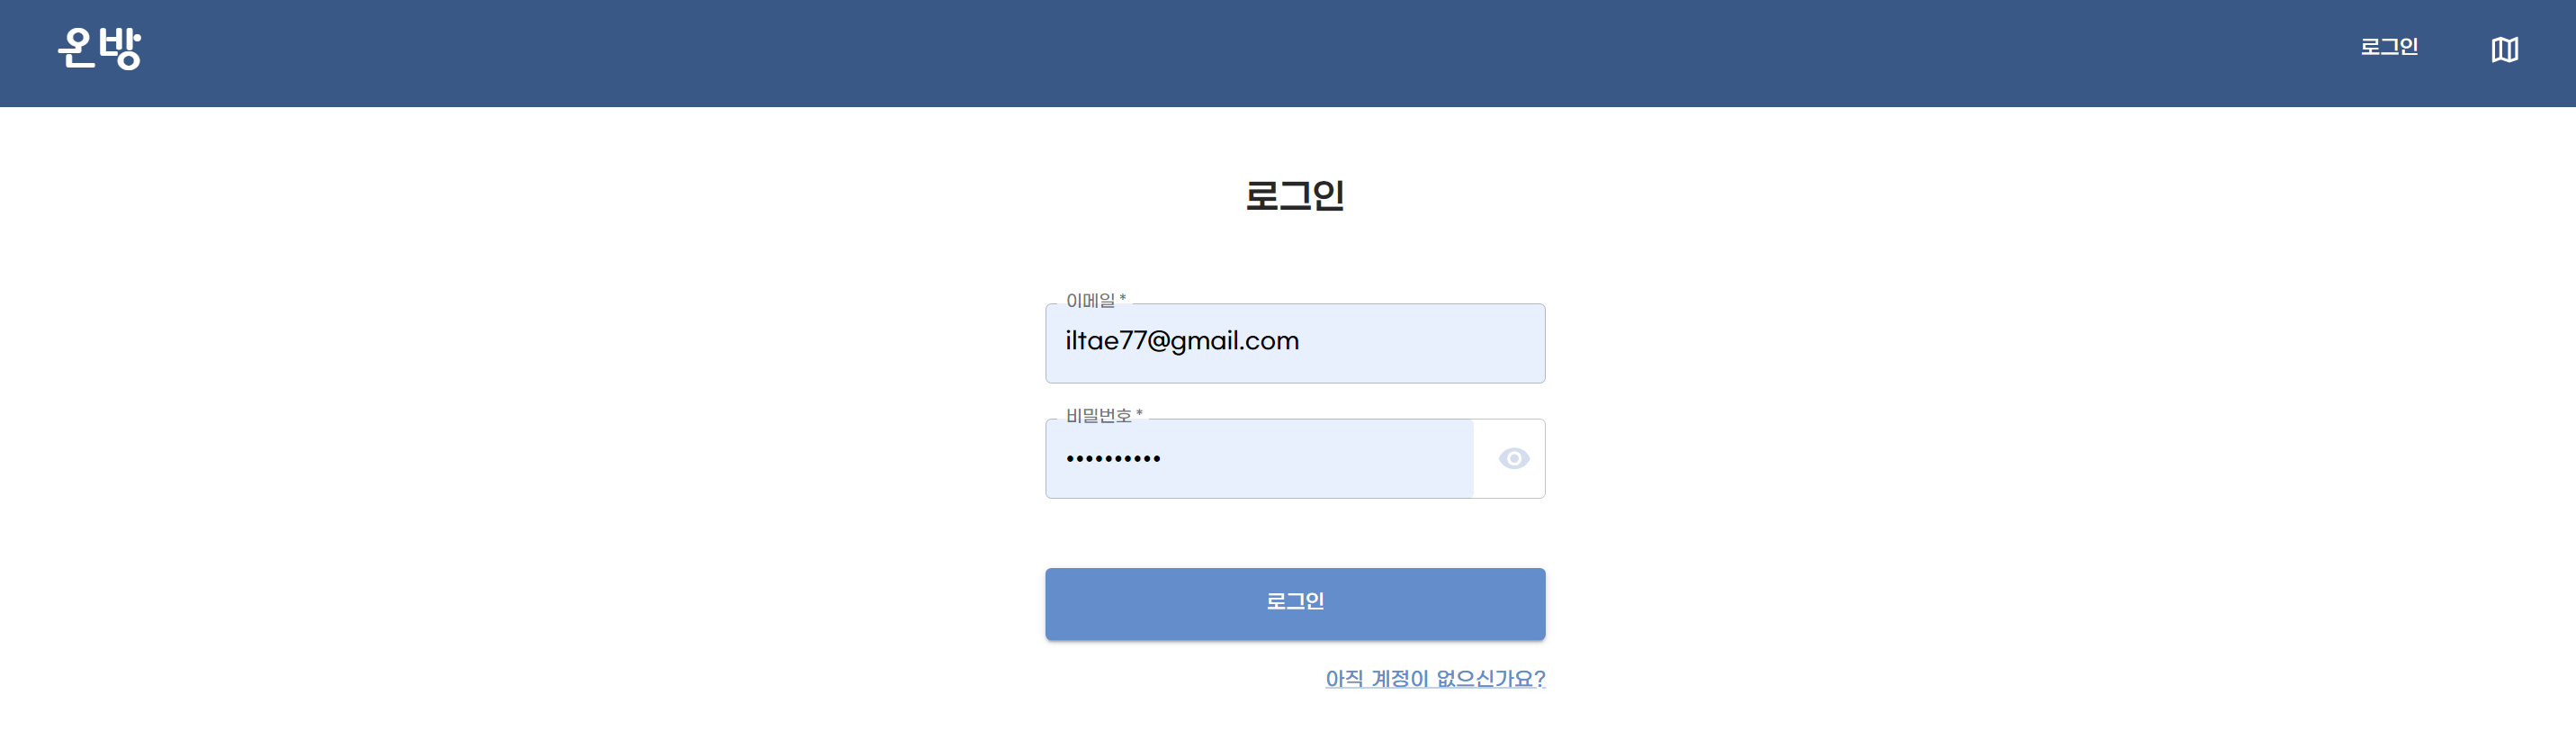 온방
로그인
로그인
이메일 *
iltae77@gmail.com
비밀번호 *
••••••••••
로그인
아직 계정이 없으신가요?